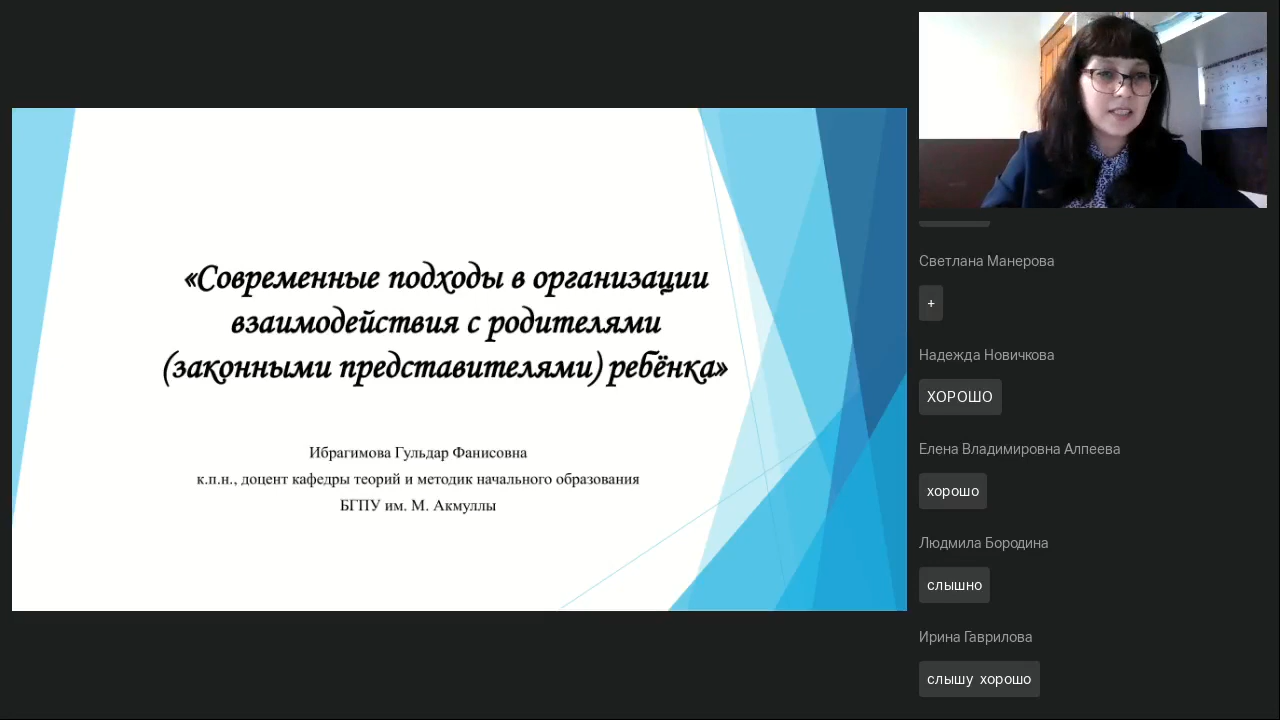 «Современные подходы в организации
взаимодействия с родителями
(законными представителями) ребёнка»
Ибрагимова Гульдар Фанисовна
к.п.н., доцент кафедры теорий и методик начального образования
БГПУ им. М. Акмуллы
Светлана Манерова
+
Надежда Новичкова
ХОРОШО
Елена Владимировна Алпеева
хорошо
Людмила Бородина
слышно
Ирина Гаврилова
слышу хорошо